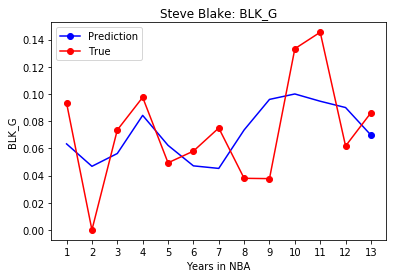 Steve Blake: BLK_G
Prediction
True
BLK_G
0.14
0.12
0.10
0.08
0.06
0.04
0.02
0.00
1 2 3 4 5 6 7 8 9 10 11 12 13
Years in NBA